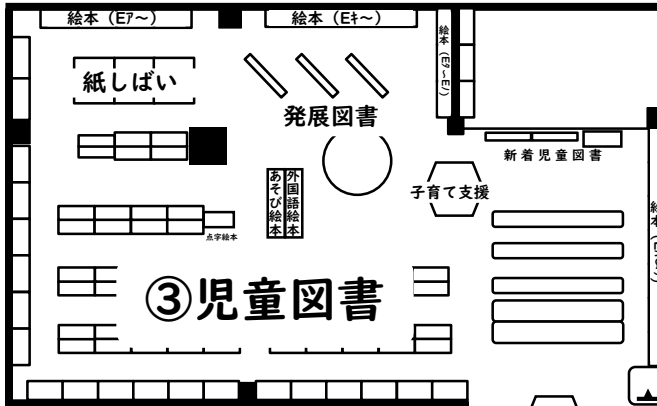 絵本（Eｱ～）
絵本（Eｷ～）
絵本（Eｸ～Eﾉ）
紙しばい
発展図書
新着児童図書
外国語絵本
あそび絵本
子育て支援
点字絵本
③児童図書